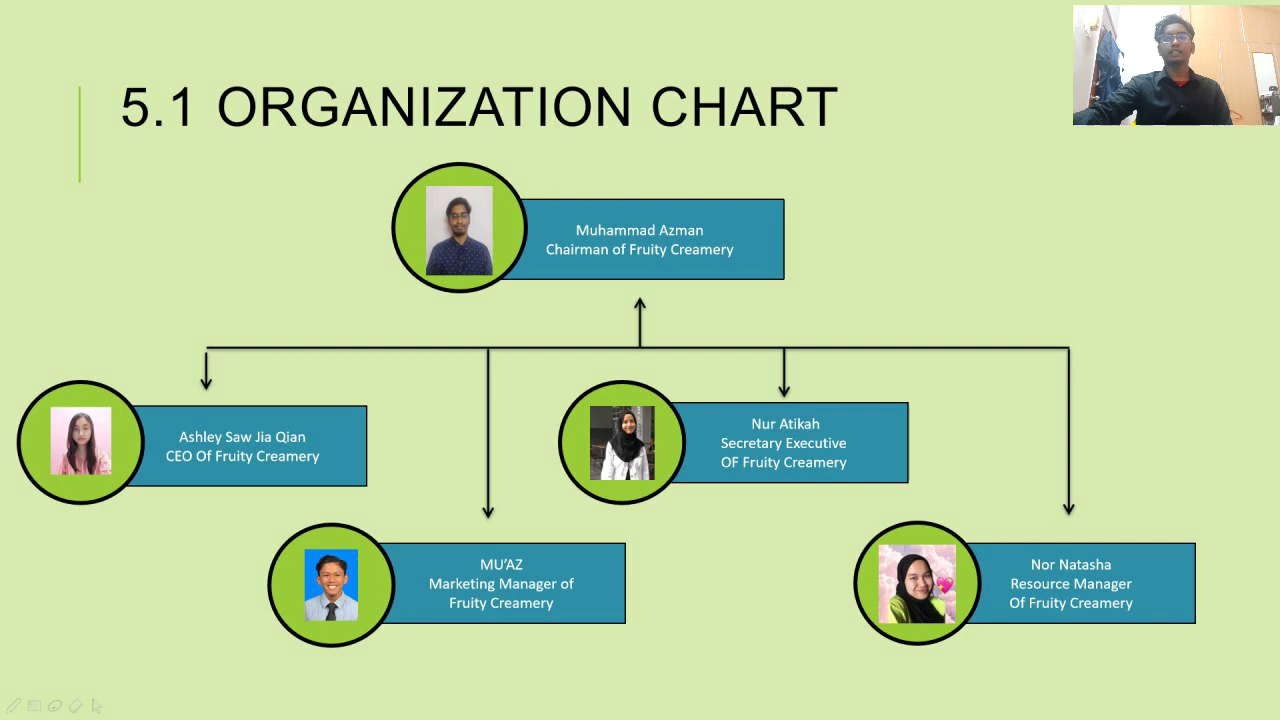 5.1 ORGANIZATION CHART
Muhammad Azman
Chairman of Fruity Creamery
Ashley Saw Jia Qian
CEO Of Fruity Creamery
Nur Atikah
Secretary Executive
OF Fruity Creamery
MU’AZ
Marketing Manager of
Fruity Creamery
Nor Natasha
Resource Manager
Of Fruity Creamery